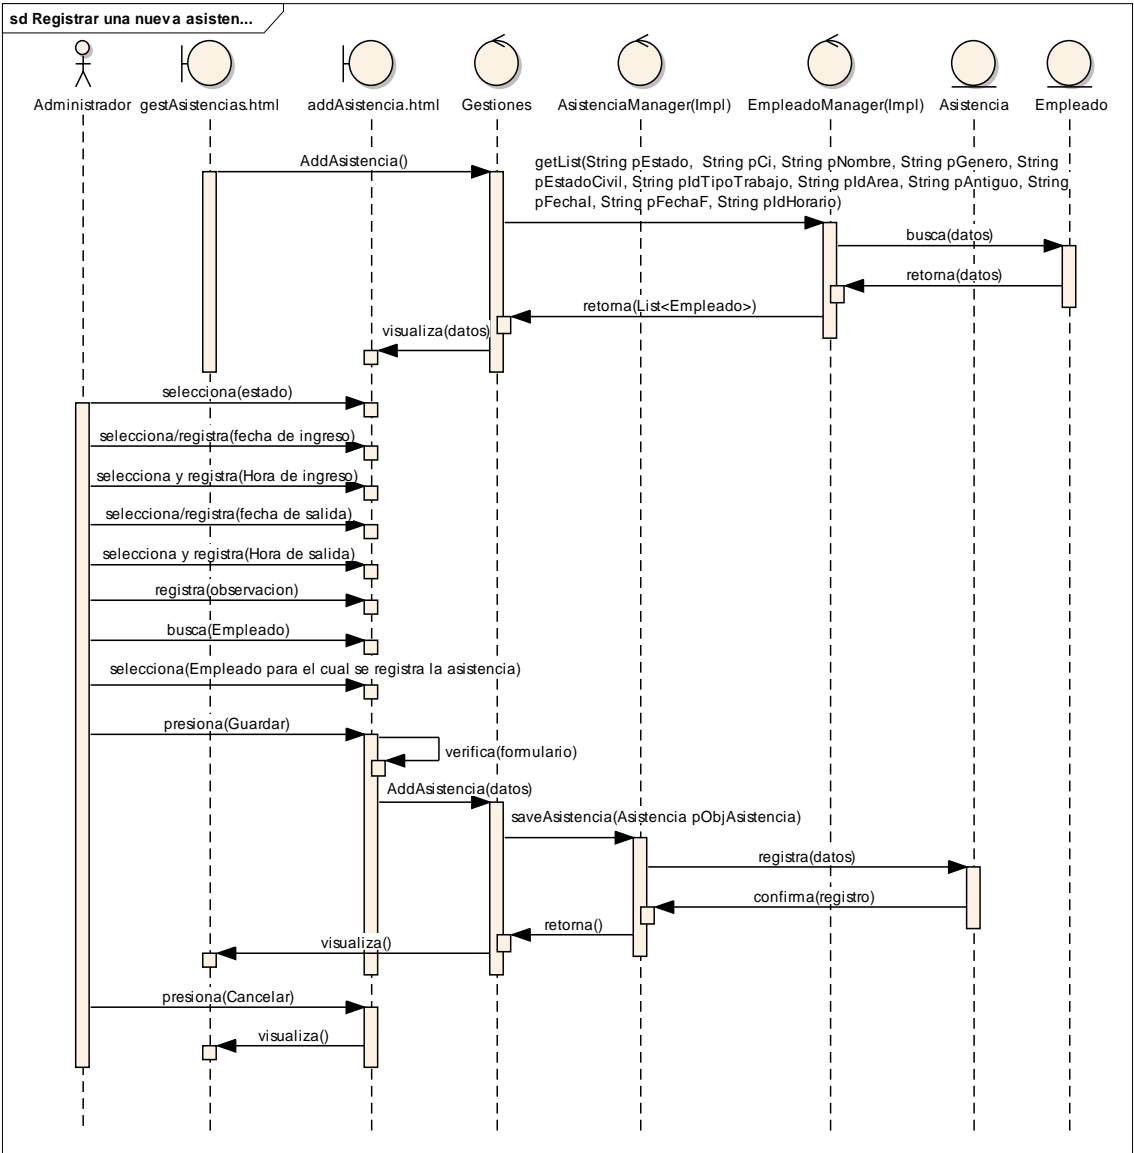 sd Registrar una nueva asisten...
Administrador
gestAsistencias.html
addAsistencia.html
Gestiones
AsistenciaManager(Impl)
EmpleadoManager(Impl)
Asistencia
Empleado
AddAsistencia()
getList(String pEstado, String pCi, String pNombre, String pGenero, String
pEstadoCivil, String pIdTipoTrabajo, String pIdArea, String pAntiguo, String
pFechaI, String pFechaF, String pIdHorario)
busca(datos)
retorna(datos)
retorna(List<Empleado>)
visualiza(datos)
selecciona(estado)
selecciona/registra(fecha de ingreso)
selecciona y registra(Hora de ingreso)
selecciona/registra(fecha de salida)
selecciona y registra(Hora de salida)
registra(observacion)
busca(Empleado)
selecciona(Empleado para el cual se registra la asistencia)
presiona(Guardar)
verifica(formulario)
AddAsistencia(datos)
saveAsistencia(Asistencia pObjAsistencia)
registra(datos)
confirma(registro)
retorna()
visualiza()
presiona(Cancelar)
visualiza()